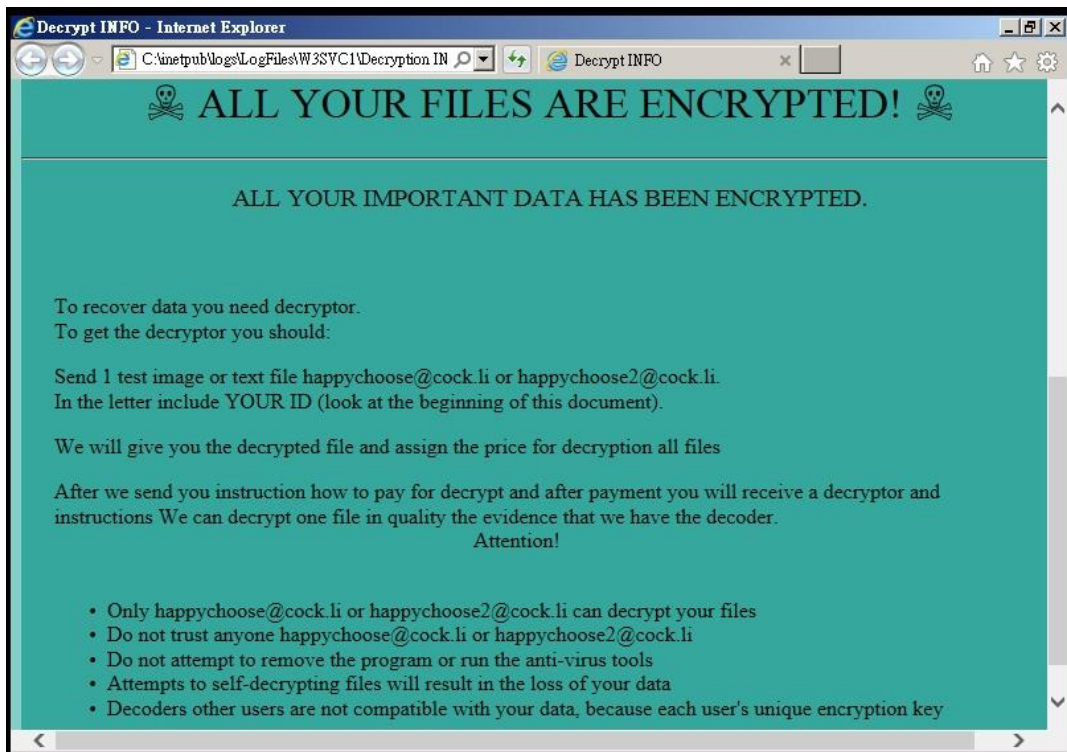 Decrypt INFO - Internet Explorer
C:\inetpub\logs\LogFiles\W3SVC1\Decryption IN
Decrypt INFO
☠ ALL YOUR FILES ARE ENCRYPTED! ☠
ALL YOUR IMPORTANT DATA HAS BEEN ENCRYPTED.
To recover data you need decryptor.
To get the decryptor you should:
Send 1 test image or text file happychoose@cock.li or happychoose2@cock.li.
In the letter include YOUR ID (look at the beginning of this document).
We will give you the decrypted file and assign the price for decryption all files
After we send you instruction how to pay for decrypt and after payment you will receive a decryptor and
instructions We can decrypt one file in quality the evidence that we have the decoder.
Attention!
• Only happychoose@cock.li or happychoose2@cock.li can decrypt your files
• Do not trust anyone happychoose@cock.li or happychoose2@cock.li
• Do not attempt to remove the program or run the anti-virus tools
• Attempts to self-decrypting files will result in the loss of your data
• Decoders other users are not compatible with your data, because each user's unique encryption key